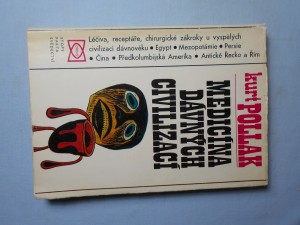 Léčiva, receptáře, chirurgické zákroky u vyspělých
civilizací dávnověku • Egypt • Mezopotámie • Persie
• Čína • Předkolumbijská Amerika • Antické Řecko a Řím
kurt POLLAK
MEDICÍNA
DÁVNÝCH
CIVILIZACÍ